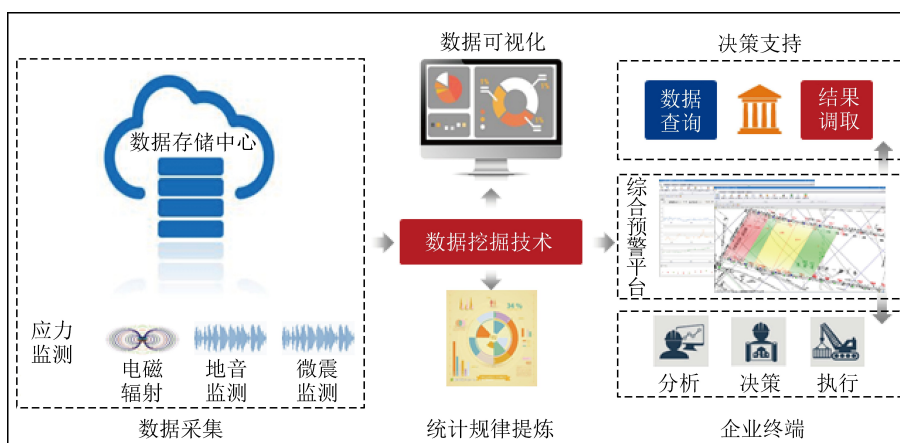 数据可视化
决策支持
数据存储中心
数据
查询
结果
调取
数据挖掘技术
综合预警平台
应力
监测
电磁
辐射
地音
监测
微震
监测
34 %
分析
决策
执行
数据采集
统计规律提炼
企业终端